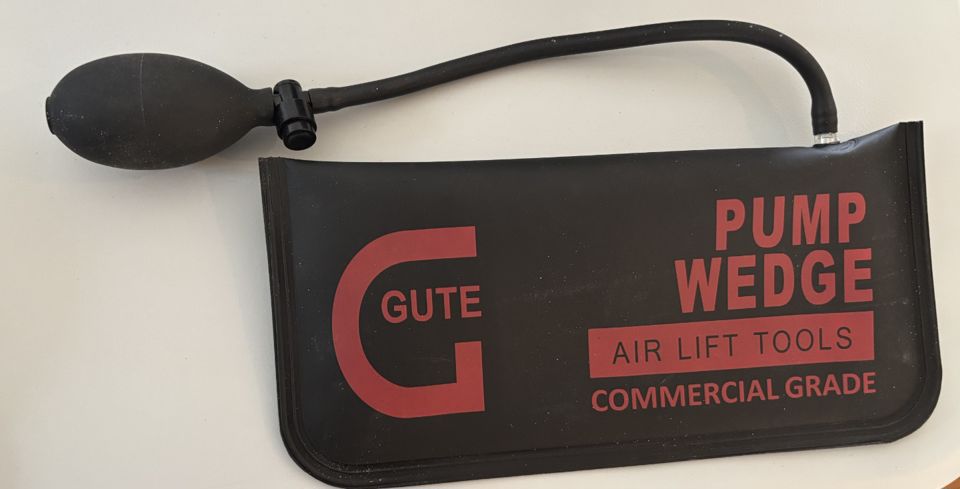 GUTE
PUMP
WEDGE
AIR LIFT TOOLS
COMMERCIAL GRADE